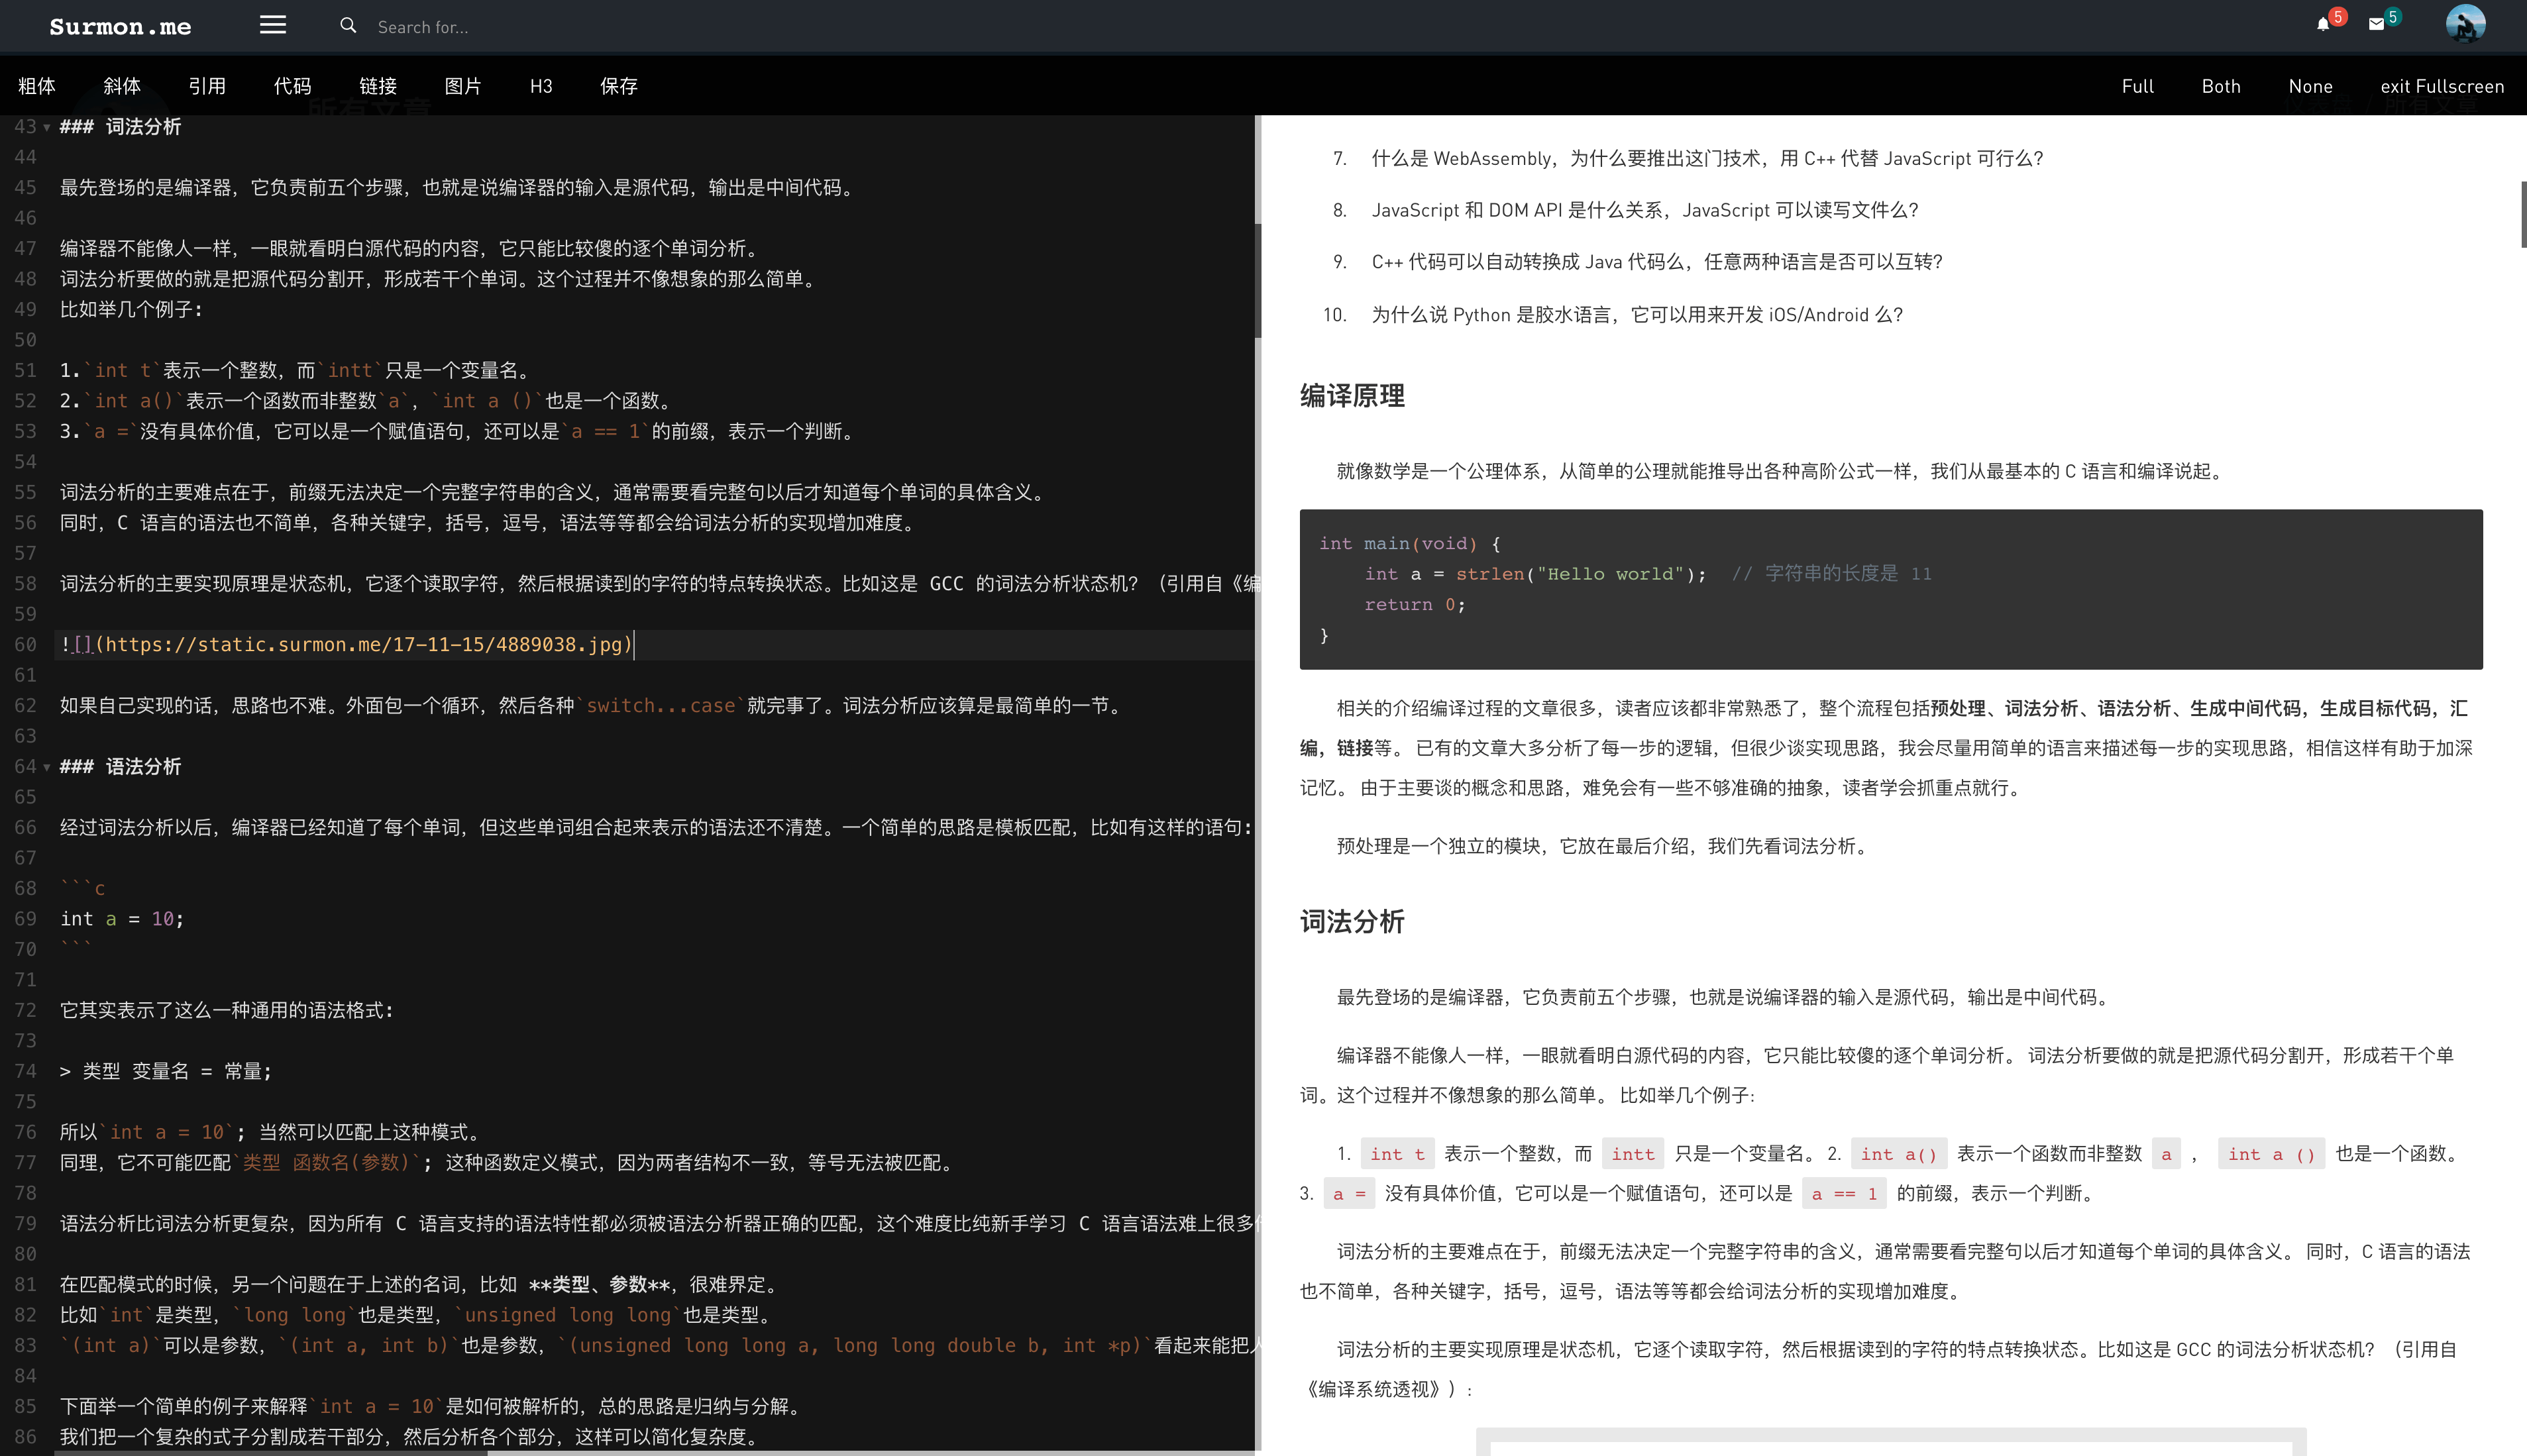 Surmon.me
Search for...
5
5
粗体
斜体
引用
代码
链接
图片
H3
保存
Full
Both
None
exit Fullscreen
所有文章
所有文章
43 ### 词法分析
44
45 最先登场的是编译器，它负责前五个步骤，也就是说编译器的输入是源代码，输出是中间代码。
46
47 编译器不能像人一样，一眼就看明白源代码的内容，它只能比较傻的逐个单词分析。
48 词法分析要做的就是把源代码分割开，形成若干个单词。这个过程并不像想象的那么简单。
49 比如举几个例子:
50
51 1.`int t`表示一个整数，而`intt`只是一个变量名。
52 2.`int a()`表示一个函数而非整数`a`，`int a ()`也是一个函数。
53 3.`a =`没有具体价值，它可以是一个赋值语句，还可以是`a == 1`的前缀，表示一个判断。
54
55 词法分析的主要难点在于，前缀无法决定一个完整字符串的含义，通常需要看完整句以后才知道每个单词的具体含义。
56 同时，C 语言的语法也不简单，各种关键字，括号，逗号，语法等等都会给词法分析的实现增加难度。
57
58 词法分析的主要实现原理是状态机，它逐个读取字符，然后根据读到的字符的特点转换状态。比如这是 GCC 的词法分析状态机？（引用自《编
59
60 ![](https://static.surmon.me/17-11-15/4889038.jpg)
61
62 如果自己实现的话，思路也不难。外面包一个循环，然后各种`switch...case`就完事了。词法分析应该算是最简单的一节。
63
64 ### 语法分析
65
66 经过词法分析以后，编译器已经知道了每个单词，但这些单词组合起来表示的语法还不清楚。一个简单的思路是模板匹配，比如有这样的语句:
67
68 ```c
69 int a = 10;
70 ```
71
72 它其实表示了这么一种通用的语法格式:
73
74 > 类型 变量名 = 常量;
75
76 所以`int a = 10`; 当然可以匹配上这种模式。
77 同理，它不可能匹配`类型 函数名(参数)`; 这种函数定义模式，因为两者结构不一致，等号无法被匹配。
78
79 语法分析比词法分析更复杂，因为所有 C 语言支持的语法特性都必须被语法分析器正确的匹配，这个难度比纯新手学习 C 语言语法难上很多
80
81 在匹配模式的时候，另一个问题在于上述的名词，比如 **类型、参数**，很难界定。
82 比如`int`是类型，`long long`也是类型，`unsigned long long`也是类型。
83 `(int a)`可以是参数，`(int a, int b)`也是参数，`(unsigned long long a, long long double b, int *p)`看起来能把
84
85 下面举一个简单的例子来解释`int a = 10`是如何被解析的，总的思路是归纳与分解。
86 我们把一个复杂的式子分割成若干部分，然后分析各个部分，这样可以简化复杂度。
7. 什么是 WebAssembly，为什么要推出这门技术，用 C++ 代替 JavaScript 可行么？
8. JavaScript 和 DOM API 是什么关系，JavaScript 可以读写文件么？
9. C++ 代码可以自动转换成 Java 代码么，任意两种语言是否可以互转？
10. 为什么说 Python 是胶水语言，它可以用来开发 iOS/Android 么？
编译原理
就像数学是一个公理体系，从简单的公理就能推导出各种高阶公式一样，我们从最基本的 C 语言和编译说起。
int main(void) {
int a = strlen("Hello world"); // 字符串的长度是 11
return 0;
}
相关的介绍编译过程的文章很多，读者应该都非常熟悉了，整个流程包括预处理、词法分析、语法分析、生成中间代码，生成目标代码，汇
编，链接等。 已有的文章大多分析了每一步的逻辑，但很少谈实现思路，我会尽量用简单的语言来描述每一步的实现思路，相信这样有助于加深
记忆。 由于主要谈的概念和思路，难免会有一些不够准确的抽象，读者学会抓重点就行。
预处理是一个独立的模块，它放在最后介绍，我们先看词法分析。
词法分析
最先登场的是编译器，它负责前五个步骤，也就是说编译器的输入是源代码，输出是中间代码。
编译器不能像人一样，一眼就看明白源代码的内容，它只能比较傻的逐个单词分析。 词法分析要做的就是把源代码分割开，形成若干个单
词。这个过程并不像想象的那么简单。 比如举几个例子:
1. int t 表示一个整数，而 intt 只是一个变量名。 2. int a() 表示一个函数而非整数 a ， int a () 也是一个函数。
3. a = 没有具体价值，它可以是一个赋值语句，还可以是 a == 1 的前缀，表示一个判断。
词法分析的主要难点在于，前缀无法决定一个完整字符串的含义，通常需要看完整句以后才知道每个单词的具体含义。 同时，C 语言的语法
也不简单，各种关键字，括号，逗号，语法等等都会给词法分析的实现增加难度。
词法分析的主要实现原理是状态机，它逐个读取字符，然后根据读到的字符的特点转换状态。比如这是 GCC 的词法分析状态机？（引用自
《编译系统透视》）: